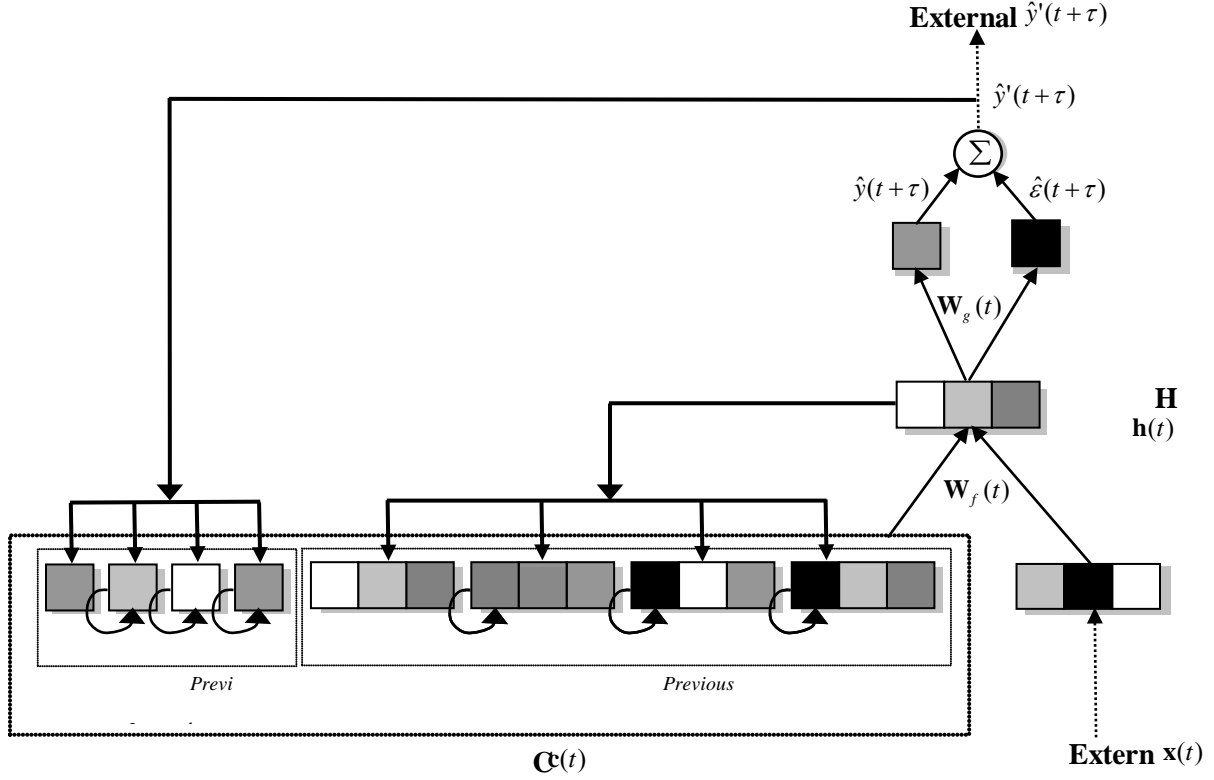 External ŷ'(t+τ)
ŷ'(t+τ)
Σ
ŷ(t+τ) ε̂(t+τ)
W_g(t)
H
h(t)
W_f(t)
Previ Previous
Extern x(t)
C c(t)